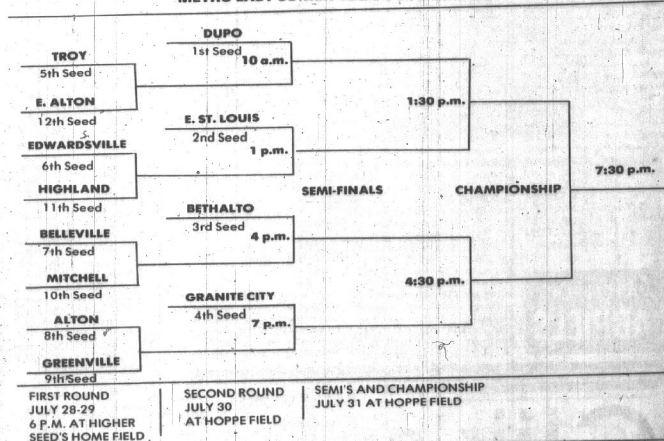 DUPO
1st Seed
10 a.m.
TROY
5th Seed
E. ALTON
12th Seed
1:30 p.m.
E. ST. LOUIS
2nd Seed
1 p.m.
EDWARDSVILLE
6th Seed
HIGHLAND
11th Seed
SEMI-FINALS
CHAMPIONSHIP
7:30 p.m.
BETHALTO
3rd Seed
4 p.m.
BELLEVILLE
7th Seed
MITCHELL
10th Seed
4:30 p.m.
GRANITE CITY
4th Seed
7 p.m.
ALTON
8th Seed
GREENVILLE
9th Seed
FIRST ROUND
JULY 28-29
6 P.M. AT HIGHER
SEED'S HOME FIELD
SECOND ROUND
JULY 30
AT HOPPE FIELD
SEMI'S AND CHAMPIONSHIP
JULY 31 AT HOPPE FIELD